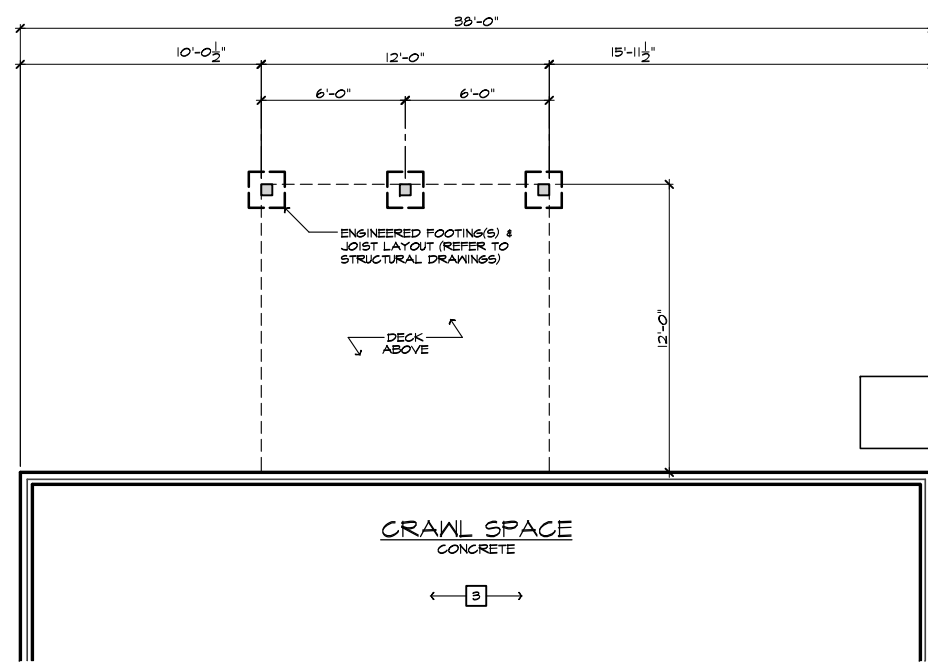 38'-0"
10'-0½" 12'-0" 15'-11½"
6'-0" 6'-0"
ENGINEERED FOOTING(S) &
JOIST LAYOUT (REFER TO
STRUCTURAL DRAWINGS)
12'-0"
DECK
ABOVE
CRAWL SPACE
CONCRETE
3